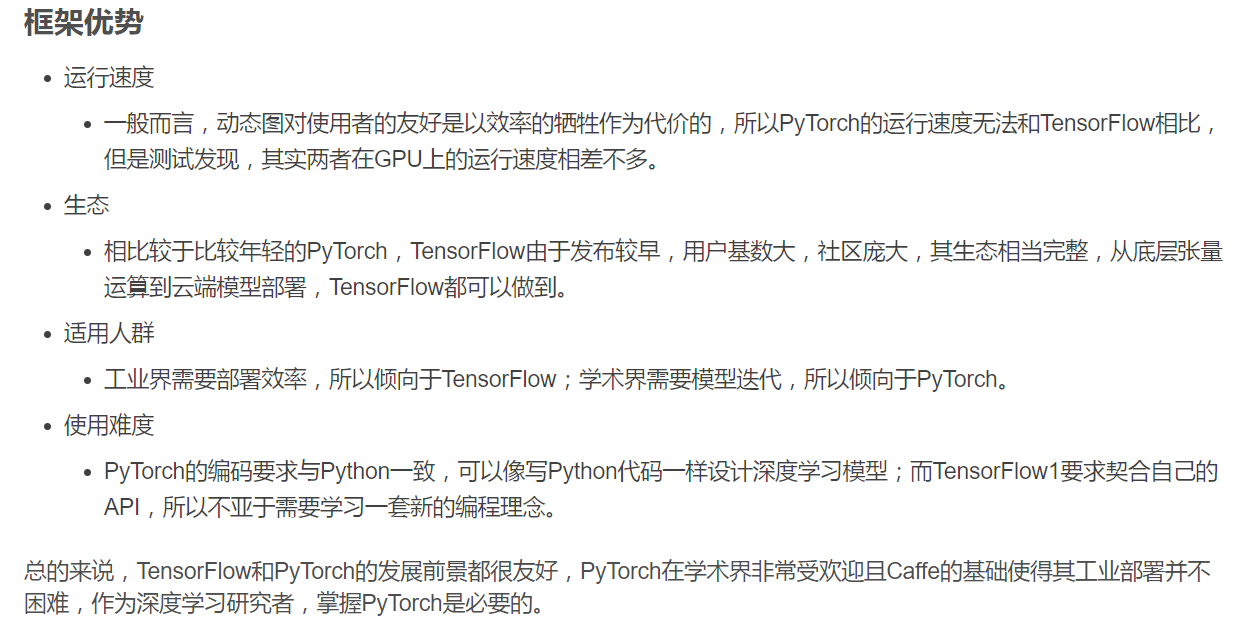 框架优势
运行速度
一般而言，动态图对使用者的友好是以效率的牺牲作为代价的，所以PyTorch的运行速度无法和TensorFlow相比，
但是测试发现，其实两者在GPU上的运行速度相差不多。
生态
相比较于比较年轻的PyTorch，TensorFlow由于发布较早，用户基数大，社区庞大，其生态相当完整，从底层张量
运算到云端模型部署，TensorFlow都可以做到。
适用人群
工业界需要部署效率，所以倾向于TensorFlow；学术界需要模型迭代，所以倾向于PyTorch。
使用难度
PyTorch的编码要求与Python一致，可以像写Python代码一样设计深度学习模型；而TensorFlow1要求契合自己的
API，所以不亚于需要学习一套新的编程理念。
总的来说，TensorFlow和PyTorch的发展前景都很友好，PyTorch在学术界非常受欢迎且Caffe的基础使得其工业部署并不
困难，作为深度学习研究者，掌握PyTorch是必要的。